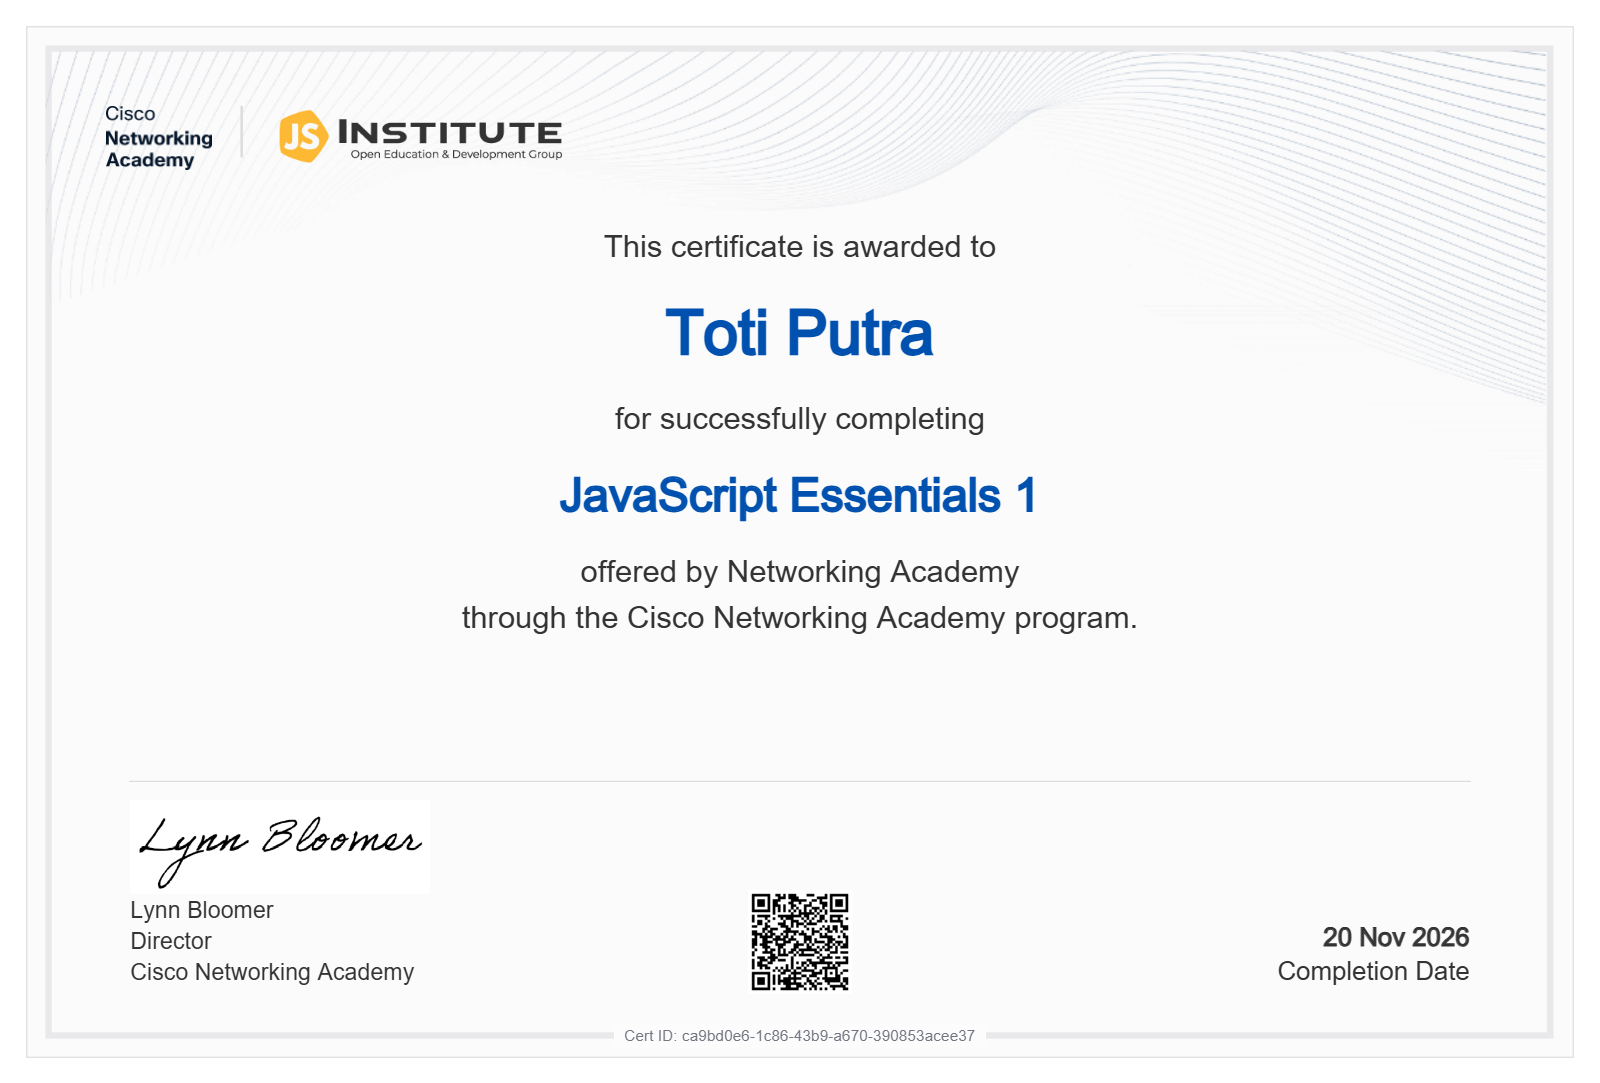 Cisco
Networking
Academy
JS INSTITUTE
Open Education & Development Group
This certificate is awarded to
Toti Putra
for successfully completing
JavaScript Essentials 1
offered by Networking Academy
through the Cisco Networking Academy program.
Lynn Bloomer
Lynn Bloomer
Director
Cisco Networking Academy
20 Nov 2026
Completion Date
Cert ID: ca9bd0e6-1c86-43b9-a670-390853acee37